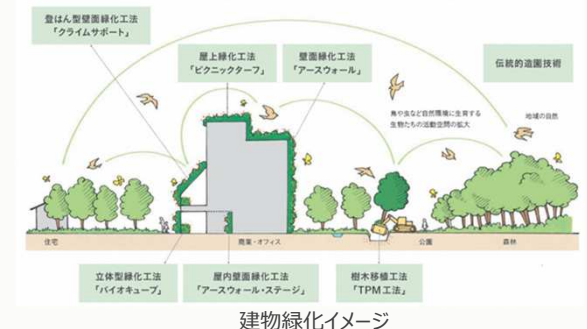 登はん型壁面緑化工法
「クライムサポート」
屋上緑化工法
「ピクニックターフ」
壁面緑化工法
「アースウォール」
伝統的造園技術
鳥や虫など自然環境に生育する
生物たちの活動空間の拡大
地域の自然
住宅
商業・オフィス
公園
森林
立体型緑化工法
「バイオキューブ」
屋内壁面緑化工法
「アースウォール・ステージ」
樹木移植工法
「TPM工法」
建物緑化イメージ